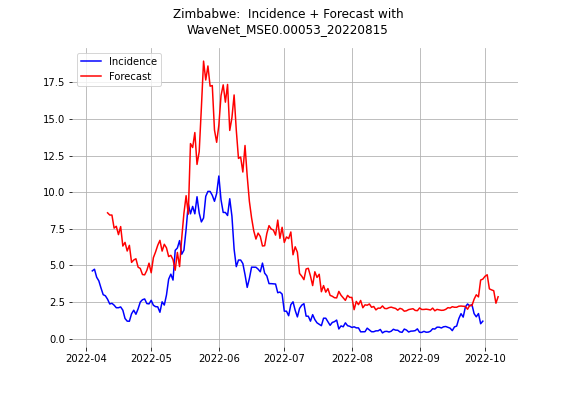 Zimbabwe:  Incidence + Forecast with
WaveNet_MSE0.00053_20220815
Incidence
Forecast
17.5
15.0
12.5
10.0
7.5
5.0
2.5
0.0
2022-04 2022-05 2022-06 2022-07 2022-08 2022-09 2022-10